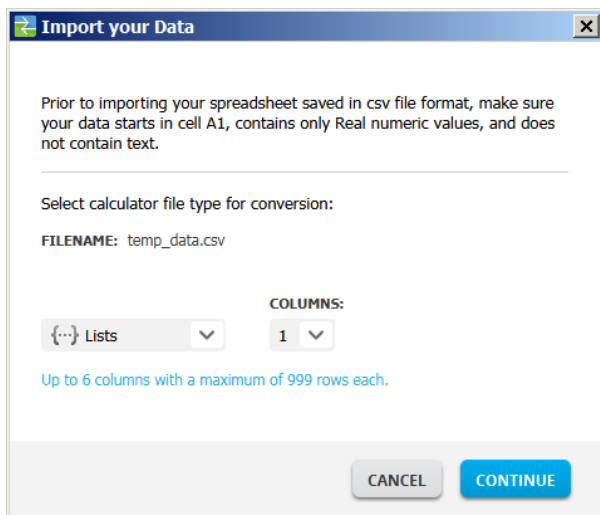 Import your Data
Prior to importing your spreadsheet saved in csv file format, make sure
your data starts in cell A1, contains only Real numeric values, and does
not contain text.
Select calculator file type for conversion:
FILENAME: temp_data.csv
COLUMNS:
{···} Lists 1
Up to 6 columns with a maximum of 999 rows each.
CANCEL CONTINUE